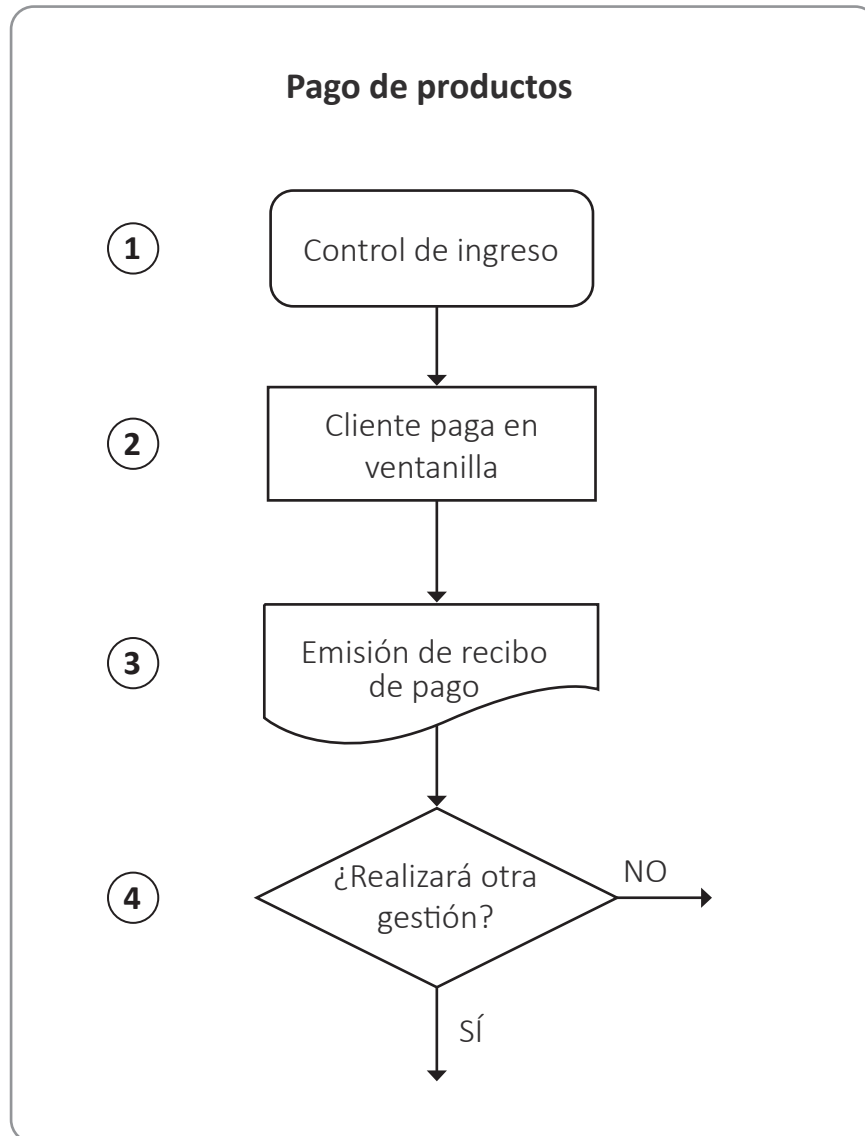 Pago de productos
1
Control de ingreso
2
Cliente paga en
ventanilla
3
Emisión de recibo
de pago
4
¿Realizará otra
gestión?
NO
SÍ